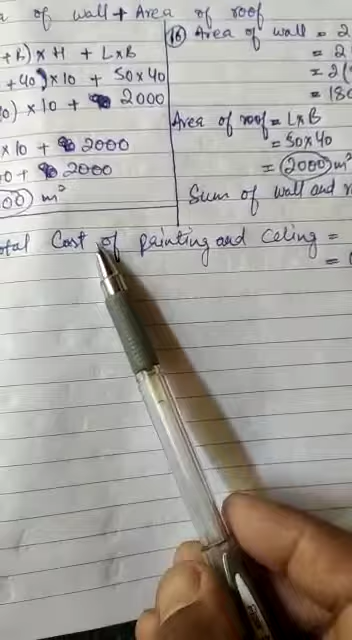 of wall + Area of roof
+B) × H + L×B
+ 40) ×10 + 50×40
) ×10 + 2000
×10 + 2000
0 + 2000
00 m²
(16) Area of wall = 2
= 2
= 2(
= 180
Area of roof = L×B
= 50×40
= 2000 m²
Sum of wall and
otal Cost of painting and Celing =
=